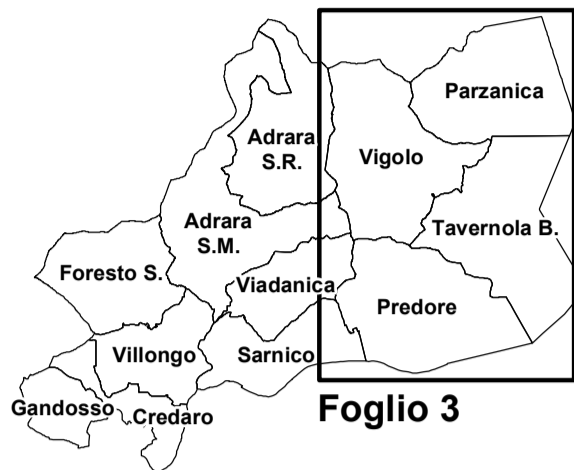 Parzanica
Adrara
S.R.
Vigolo
Adrara
S.M.
Tavernola B.
Foresto S.
Viadanica
Predore
Villongo
Sarnico
Gandosso
Credaro
Foglio 3